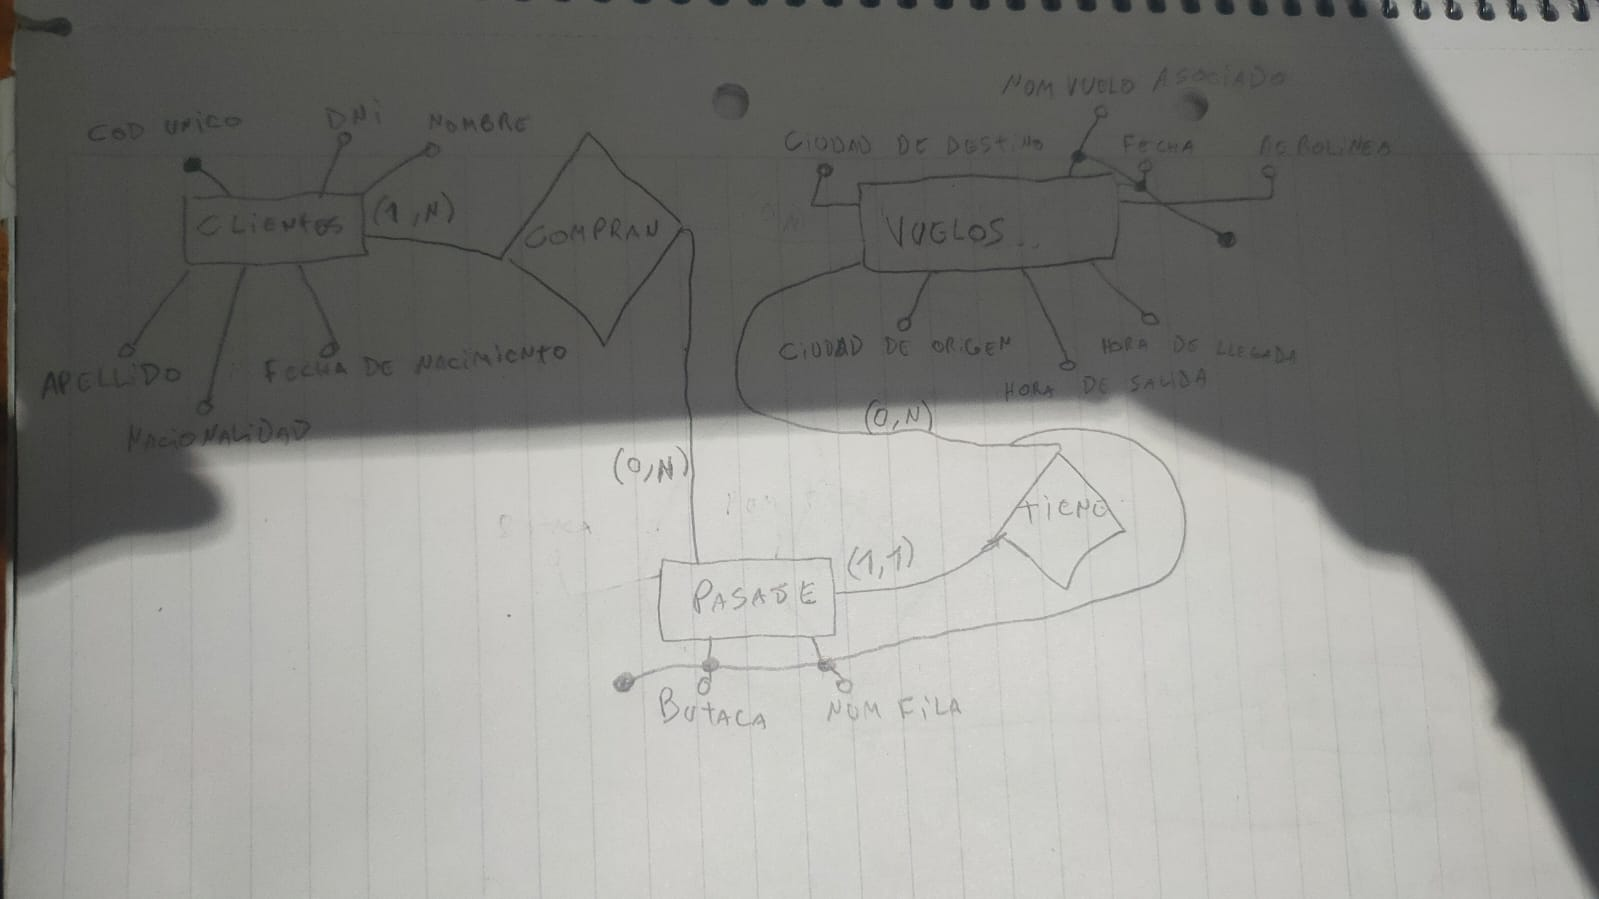 NOM VUELO ASOCIADO
COD UNICO
DNi
NOMBRE
CiUDAD DE DESTiNO
FECHA
AEROLiNEA
CLiENTES
(1,N)
COMPRAN
VUELOS..
APELLiDO
FECHA DE NACiMiENTO
NACiONALiDAD
CiUDAD DE ORiGEN
HORA DE LLEGADA
HORA DE SALiDA
(0,N)
(0,N)
tiENE
PASAJE
(1,1)
BUtACA
NUM FiLA